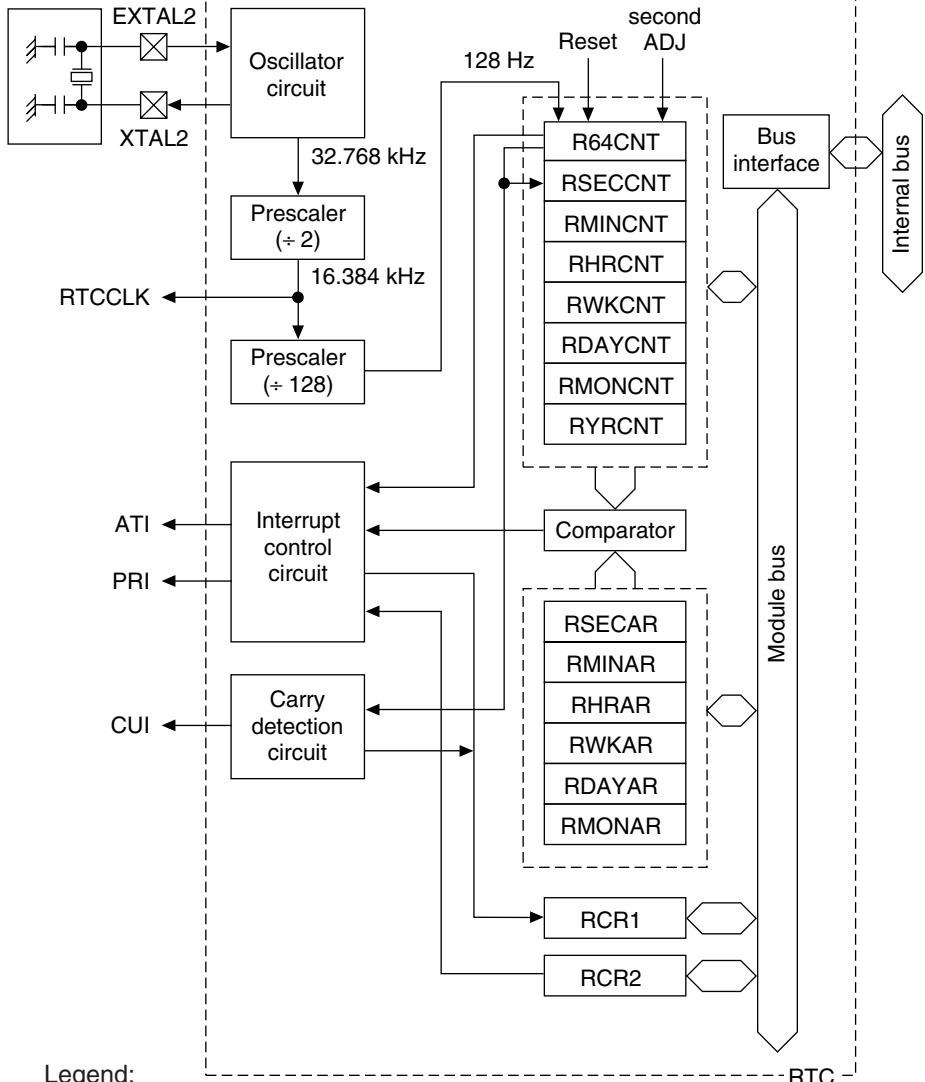 EXTAL2
XTAL2
Oscillator
circuit
32.768 kHz
Prescaler
(÷ 2)
16.384 kHz
RTCCLK
Prescaler
(÷ 128)
128 Hz
Reset
second
ADJ
R64CNT
RSECCNT
RMINCNT
RHRCNT
RWKCNT
RDAYCNT
RMONCNT
RYRCNT
Bus
interface
Internal bus
ATI
PRI
Interrupt
control
circuit
Comparator
Module bus
RSECAR
RMINAR
RHRAR
RWKAR
RDAYAR
RMONAR
CUI
Carry
detection
circuit
RCR1
RCR2
Legend:
RTC